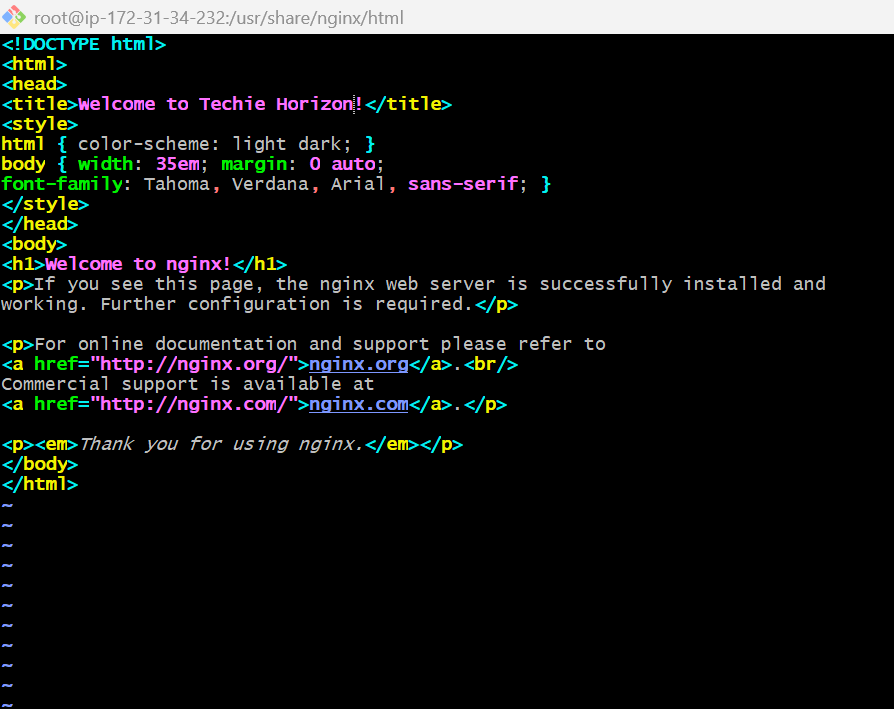 root@ip-172-31-34-232:/usr/share/nginx/html
<!DOCTYPE html>
<html>
<head>
<title>Welcome to Techie Horizon!</title>
<style>
html { color-scheme: light dark; }
body { width: 35em; margin: 0 auto;
font-family: Tahoma, Verdana, Arial, sans-serif; }
</style>
</head>
<body>
<h1>Welcome to nginx!</h1>
<p>If you see this page, the nginx web server is successfully installed and
working. Further configuration is required.</p>

<p>For online documentation and support please refer to
<a href="http://nginx.org/">nginx.org</a>.<br/>
Commercial support is available at
<a href="http://nginx.com/">nginx.com</a>.</p>

<p><em>Thank you for using nginx.</em></p>
</body>
</html>
~
~
~
~
~
~
~
~
~
~
~